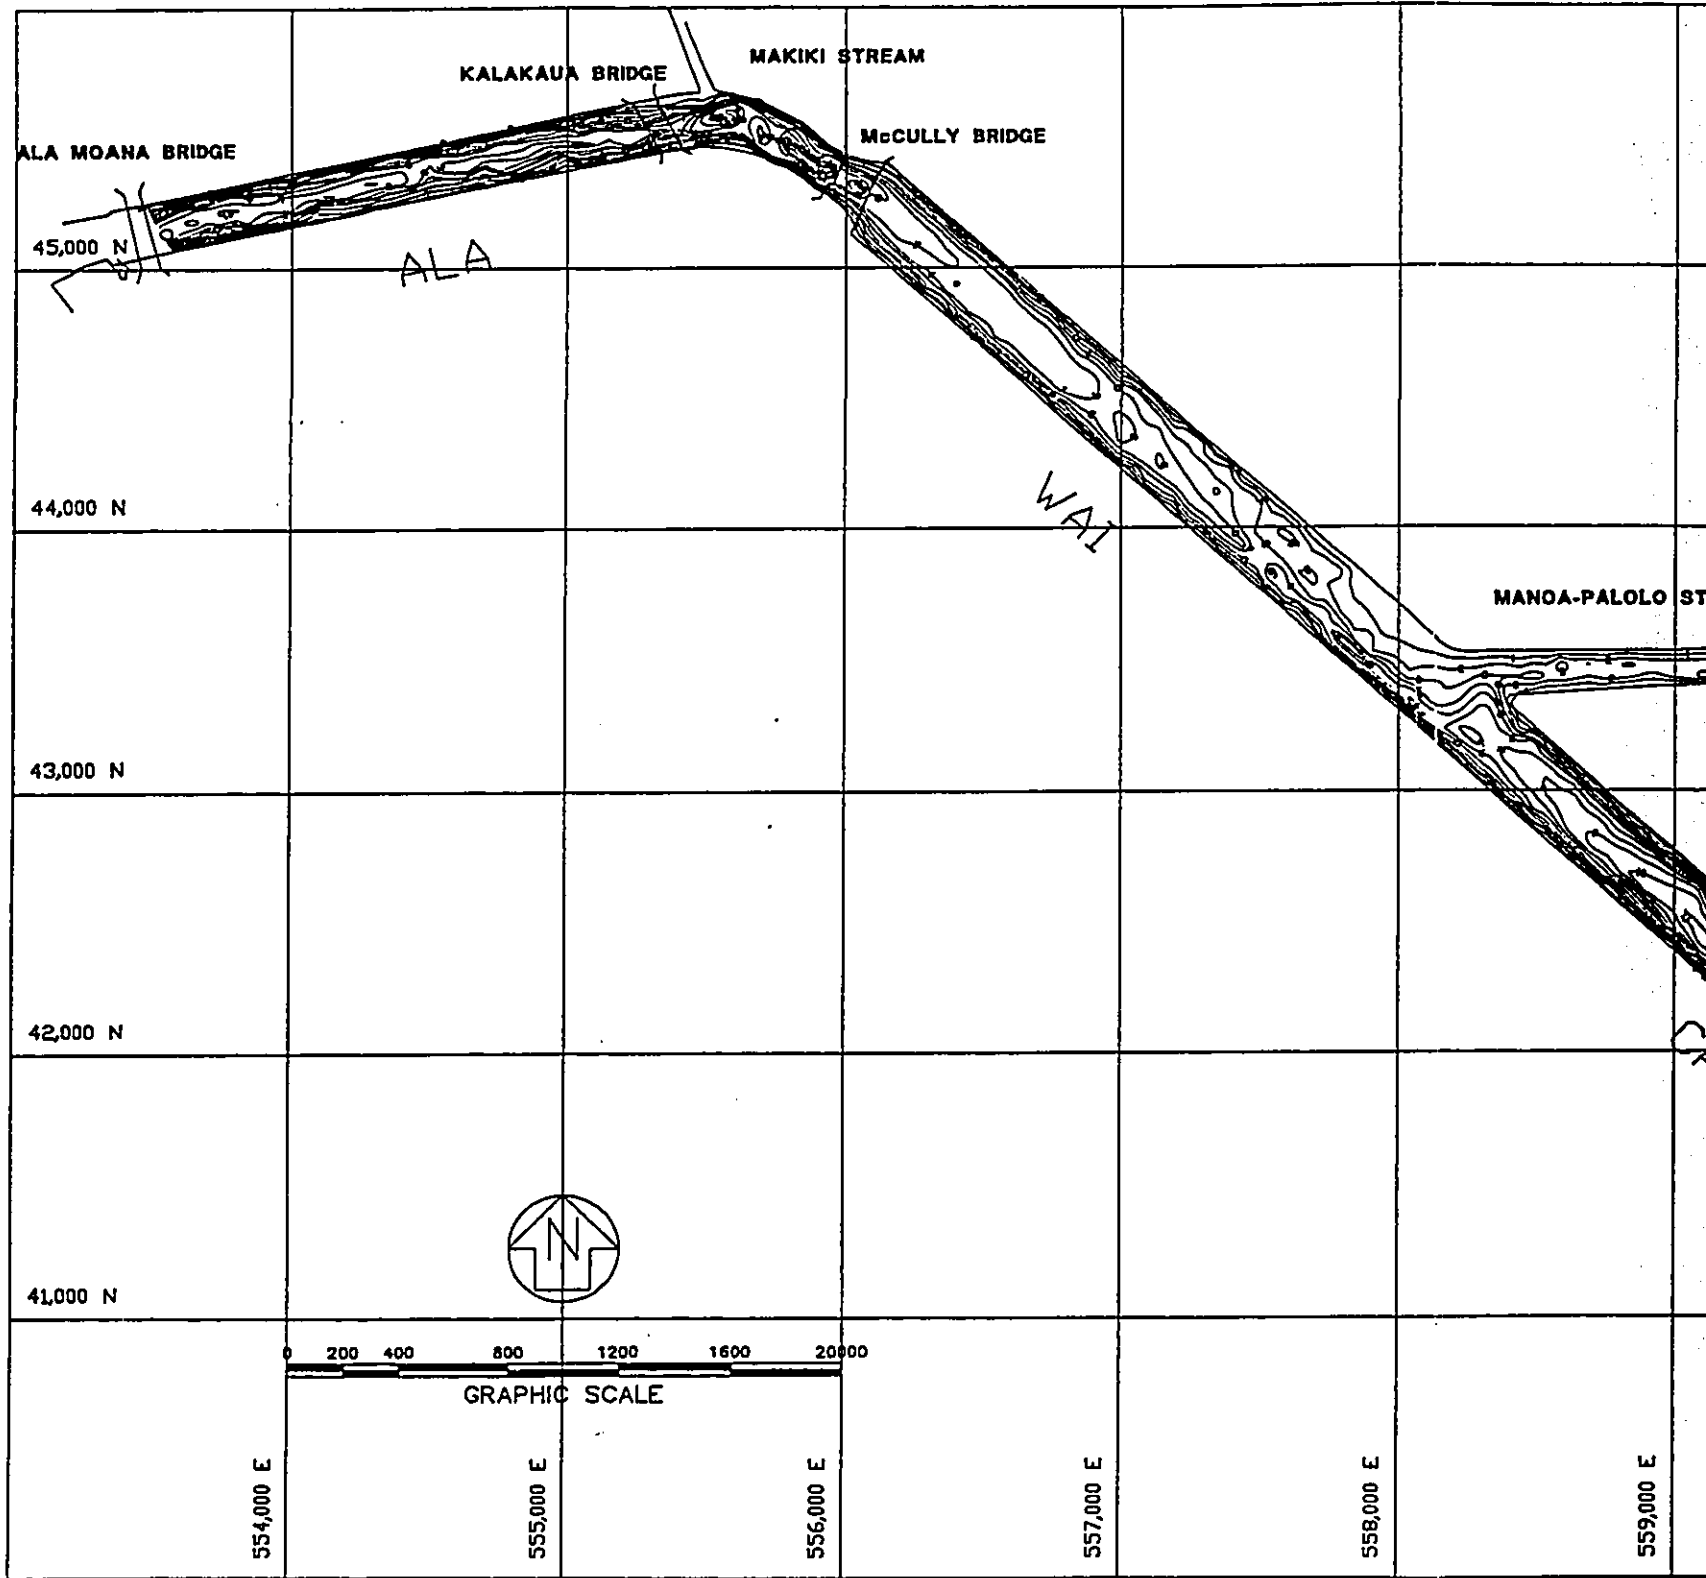 MAKIKI STREAM
KALAKAUA BRIDGE
McCULLY BRIDGE
ALA MOANA BRIDGE
45,000 N
ALA
WAI
44,000 N
MANOA-PALOLO ST
43,000 N
42,000 N
N
41,000 N
0 200 400 800 1200 1600 20000
GRAPHIC SCALE
554,000 E
555,000 E
556,000 E
557,000 E
558,000 E
559,000 E